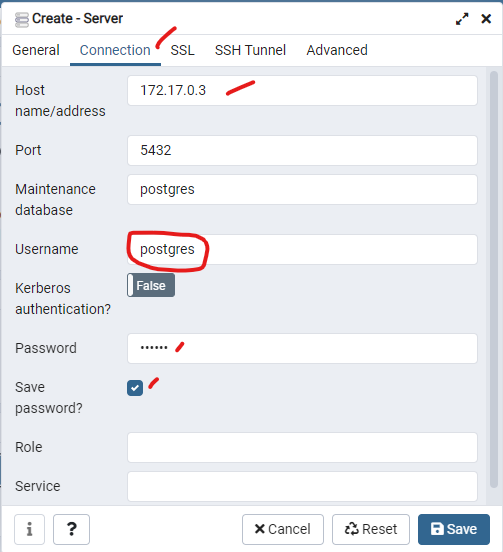 Create - Server
General Connection SSL SSH Tunnel Advanced
Host
name/address
172.17.0.3
Port
5432
Maintenance
database
postgres
Username
postgres
Kerberos
authentication?
False
Password
••••••
Save
password?
Role
Service
i ? Cancel Reset Save